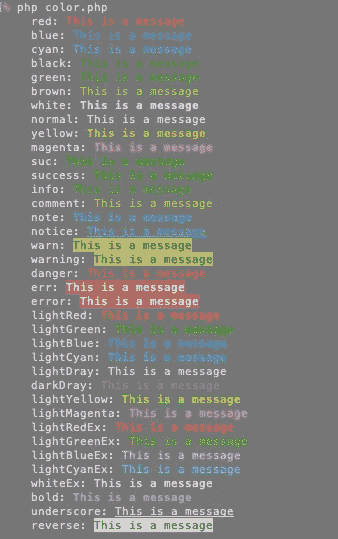 % php color.php
red: This is a message
blue: This is a message
cyan: This is a message
black: This is a message
green: This is a message
brown: This is a message
white: This is a message
normal: This is a message
yellow: This is a message
magenta: This is a message
suc: This is a message
success: This is a message
info: This is a message
comment: This is a message
note: This is a message
notice: This is a message
warn: This is a message
warning: This is a message
danger: This is a message
err: This is a message
error: This is a message
lightRed: This is a message
lightGreen: This is a message
lightBlue: This is a message
lightCyan: This is a message
lightDray: This is a message
darkDray: This is a message
lightYellow: This is a message
lightMagenta: This is a message
lightRedEx: This is a message
lightGreenEx: This is a message
lightBlueEx: This is a message
lightCyanEx: This is a message
whiteEx: This is a message
bold: This is a message
underscore: This is a message
reverse: This is a message